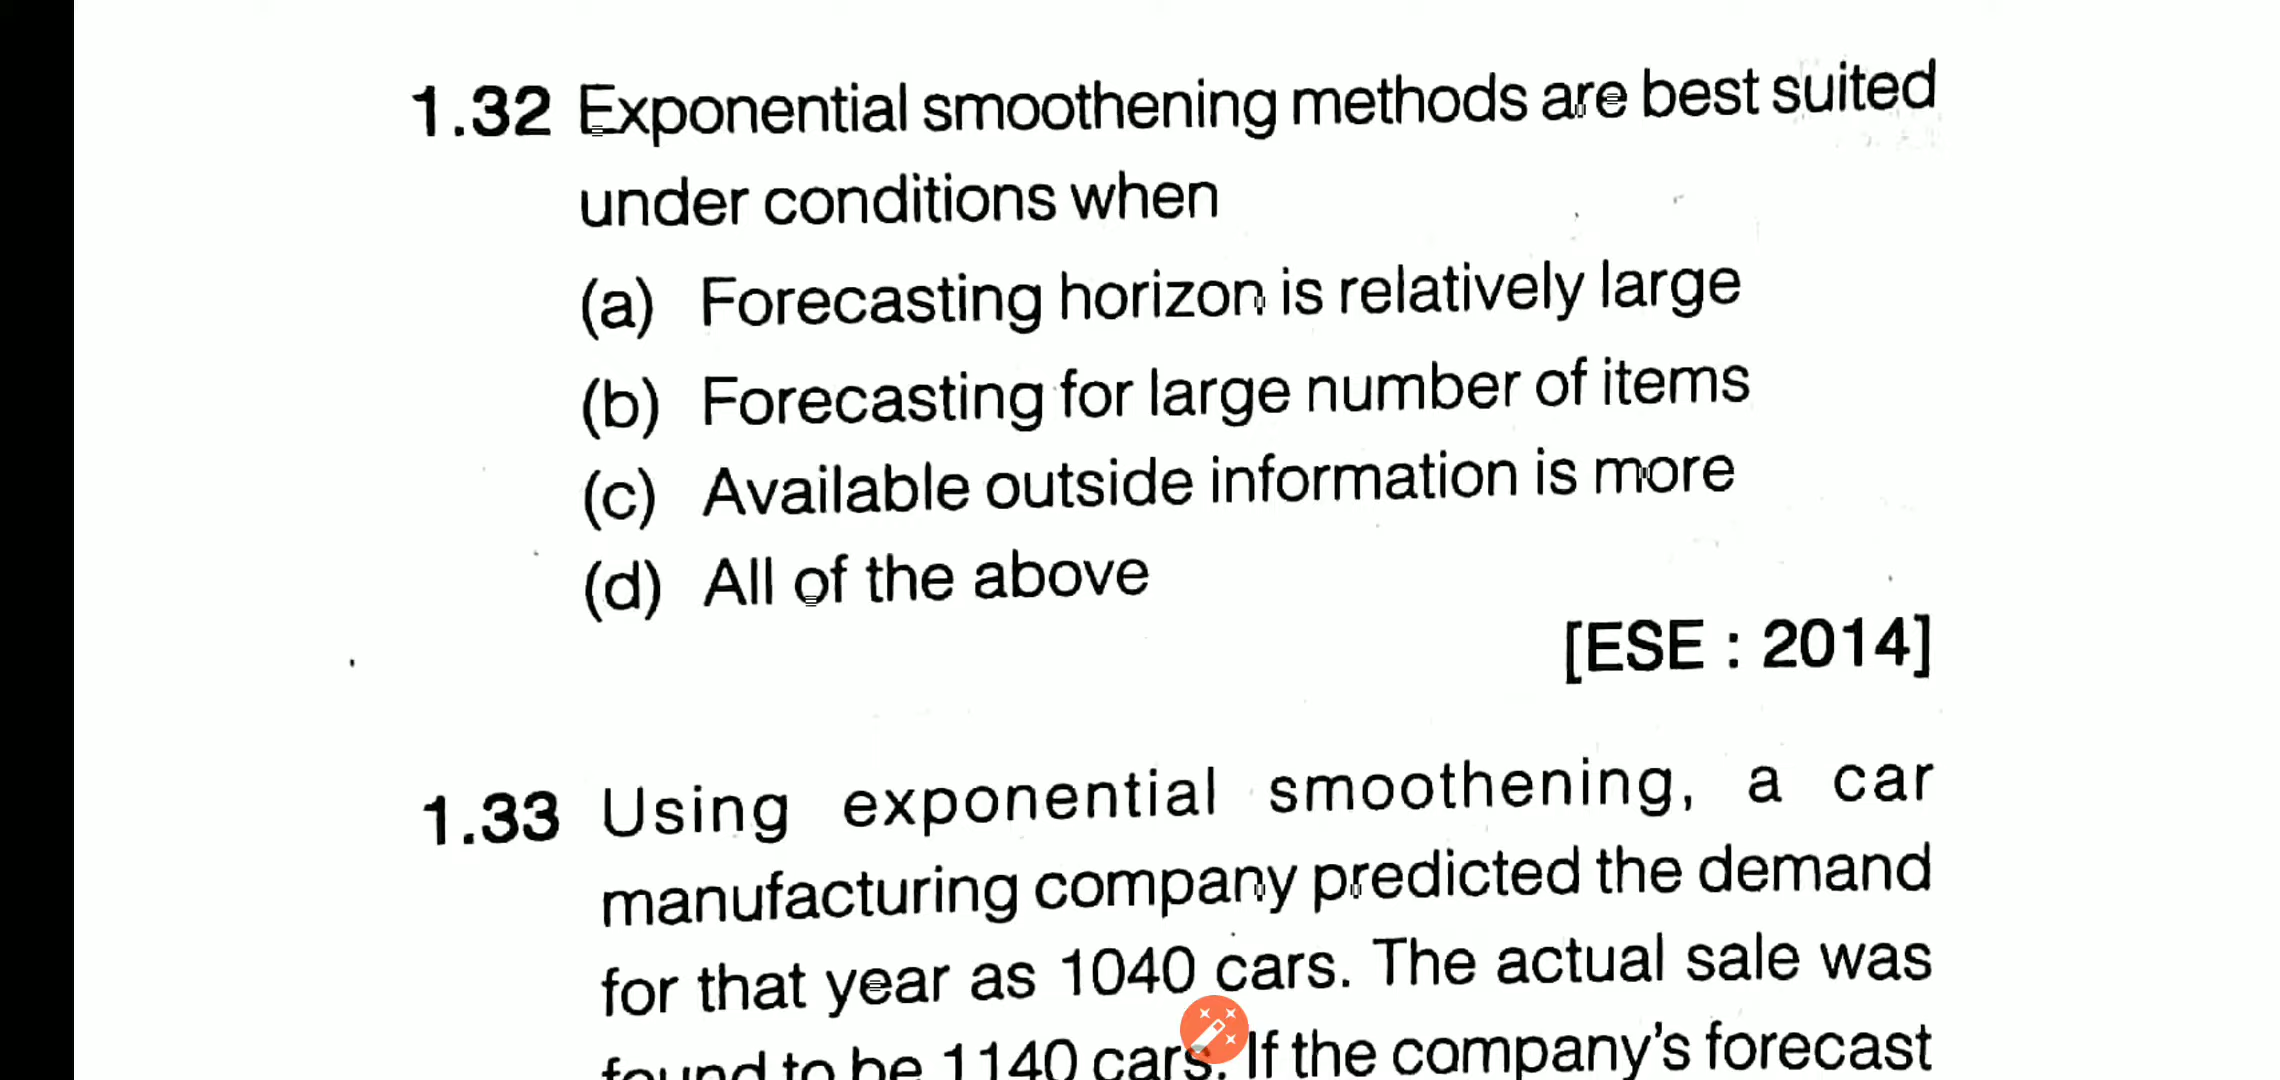 1.32 Exponential smoothening methods are best suited
under conditions when
(a) Forecasting horizon is relatively large
(b) Forecasting for large number of items
(c) Available outside information is more
(d) All of the above
[ESE : 2014]
1.33 Using exponential smoothening, a car
manufacturing company predicted the demand
for that year as 1040 cars. The actual sale was
found to be 1140 cars. If the company's forecast